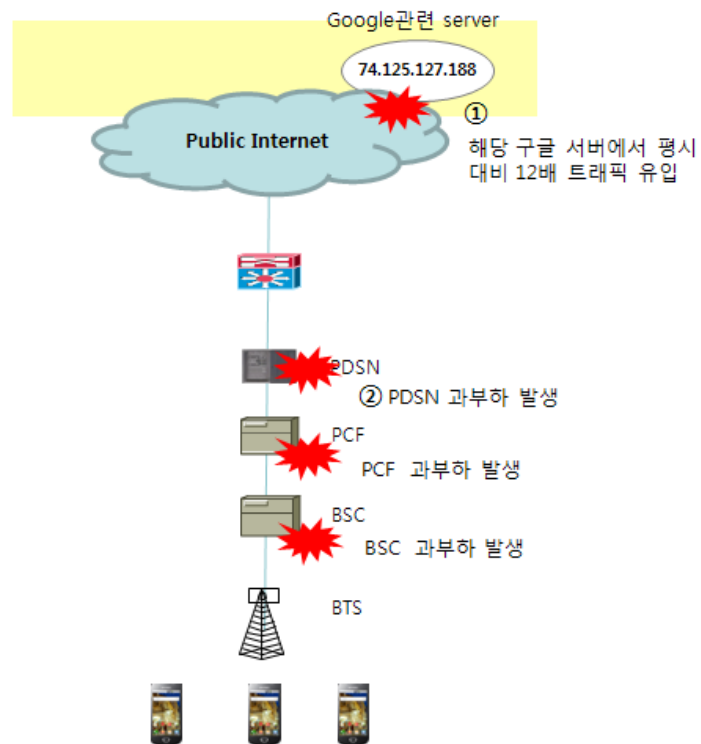 Google관련 server
74.125.127.188
Public Internet
①
해당 구글 서버에서 평시
대비 12배 트래픽 유입
PDSN
② PDSN 과부하 발생
PCF
PCF 과부하 발생
BSC
BSC 과부하 발생
BTS